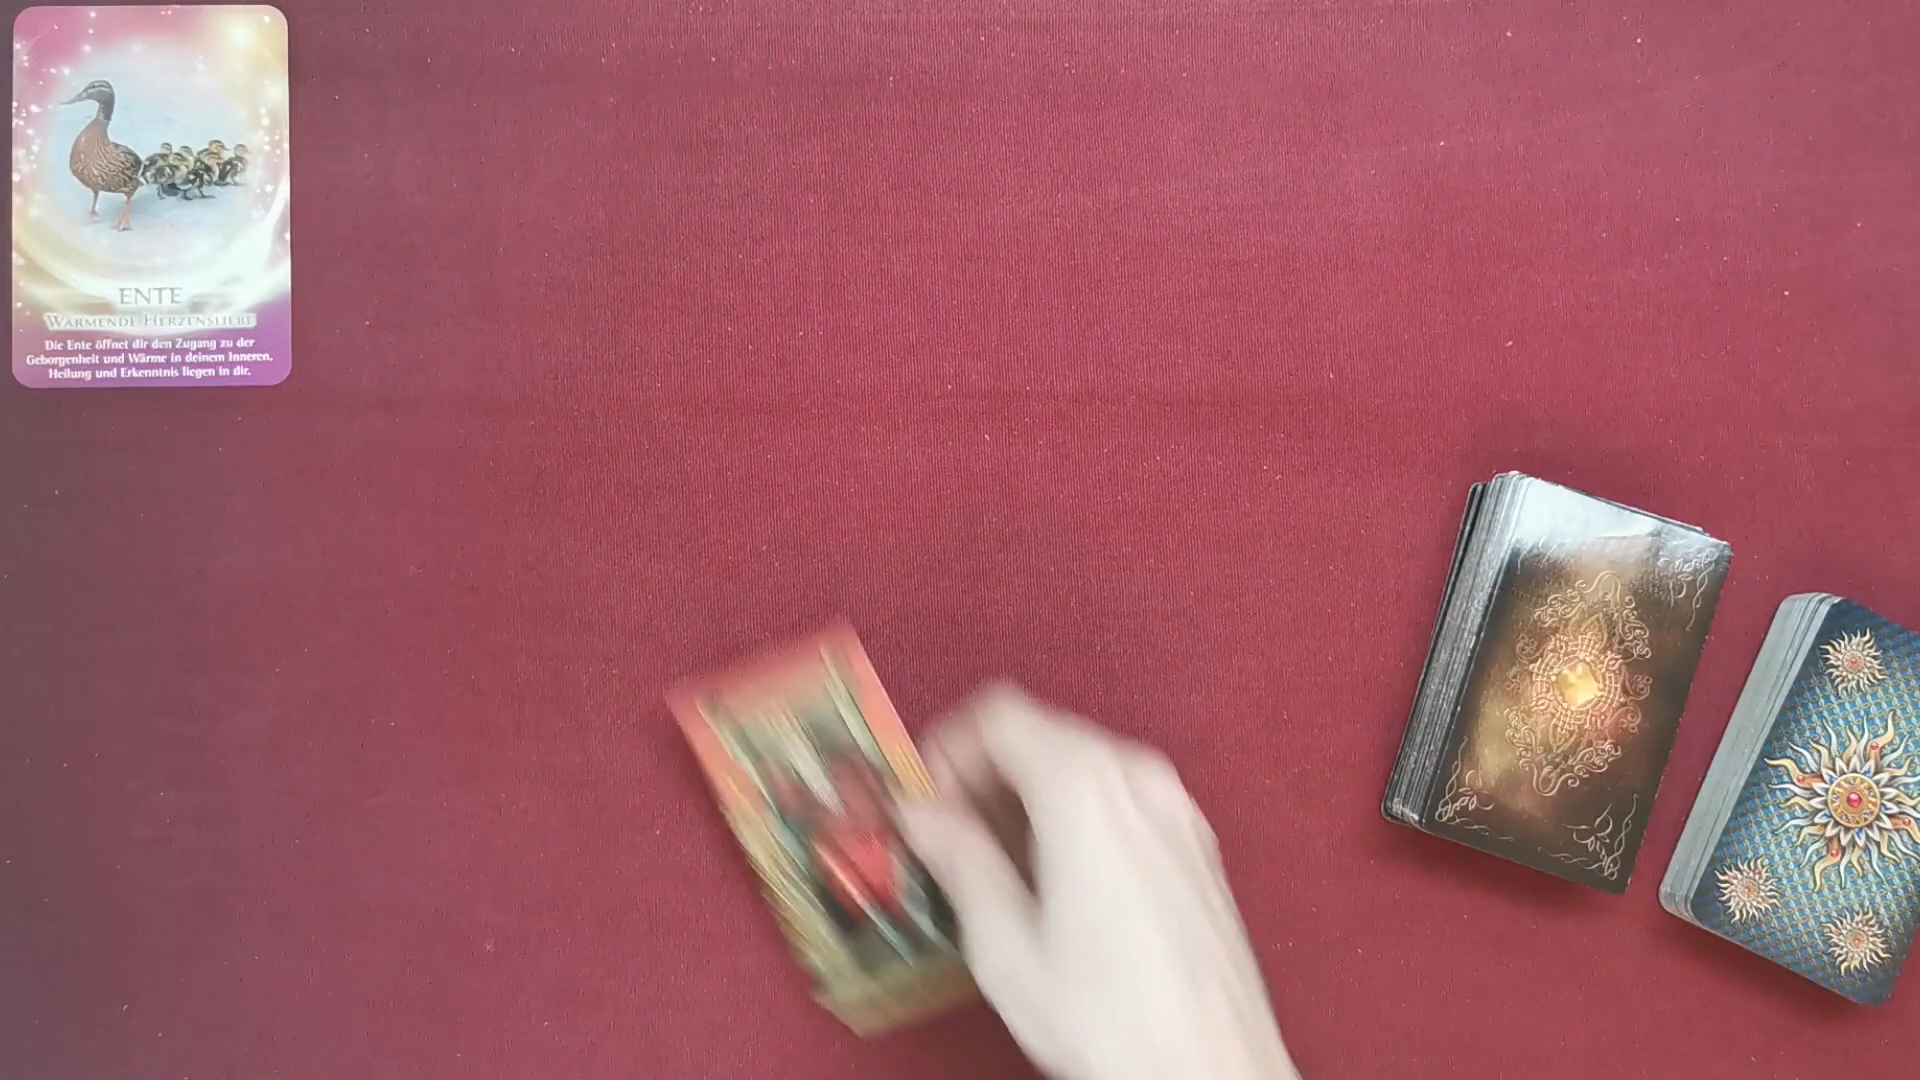 ENTE
WÄRMENDE HERZENSLIEBE
Die Ente öffnet dir den Zugang zu der
Geborgenheit und Wärme in deinem Inneren.
Heilung und Erkenntnis liegen in dir.